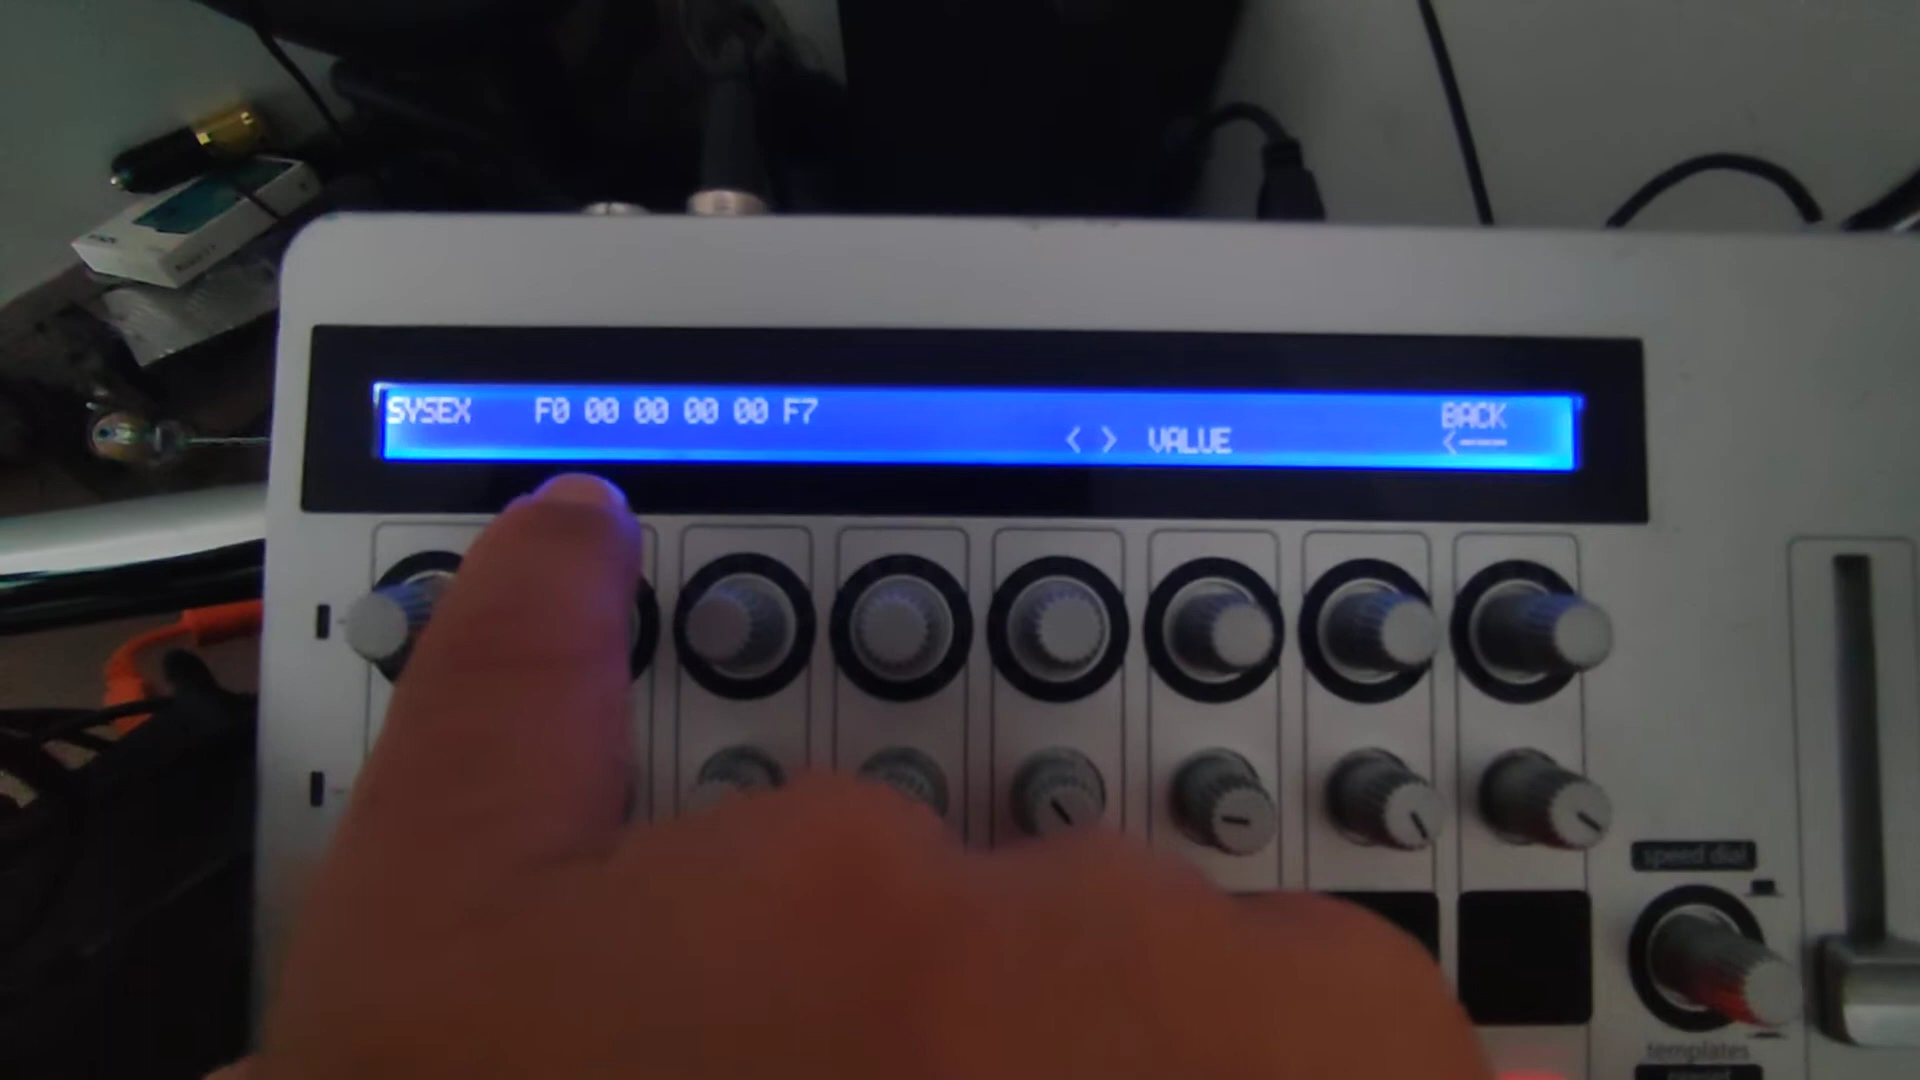 SYSEX F0 00 00 00 00 F7 BACK
< > VALUE <----
speed dial
templates